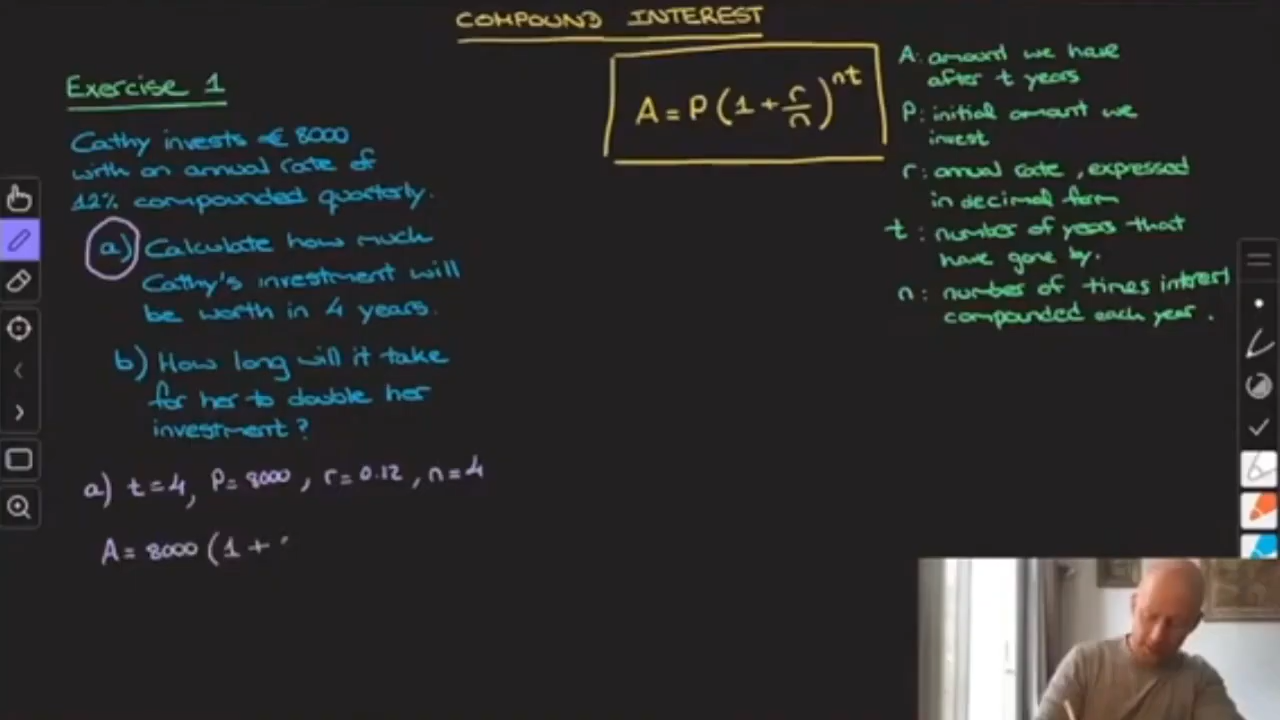 COMPOUND INTEREST
Exercise 1
Cathy invests € 8000
with an annual rate of
12% compounded quarterly.
a) Calculate how much
Cathy's investment will
be worth in 4 years.
b) How long will it take
for her to double her
investment?
a) t = 4, P = 8000, r = 0.12, n = 4
A = 8000 (1 +
A = P (1 + r/n)^nt
A: amount we have
after t years
P: initial amount we
invest
r: annual rate, expressed
in decimal form
t: number of years that
have gone by.
n: number of times interest
compounded each year.